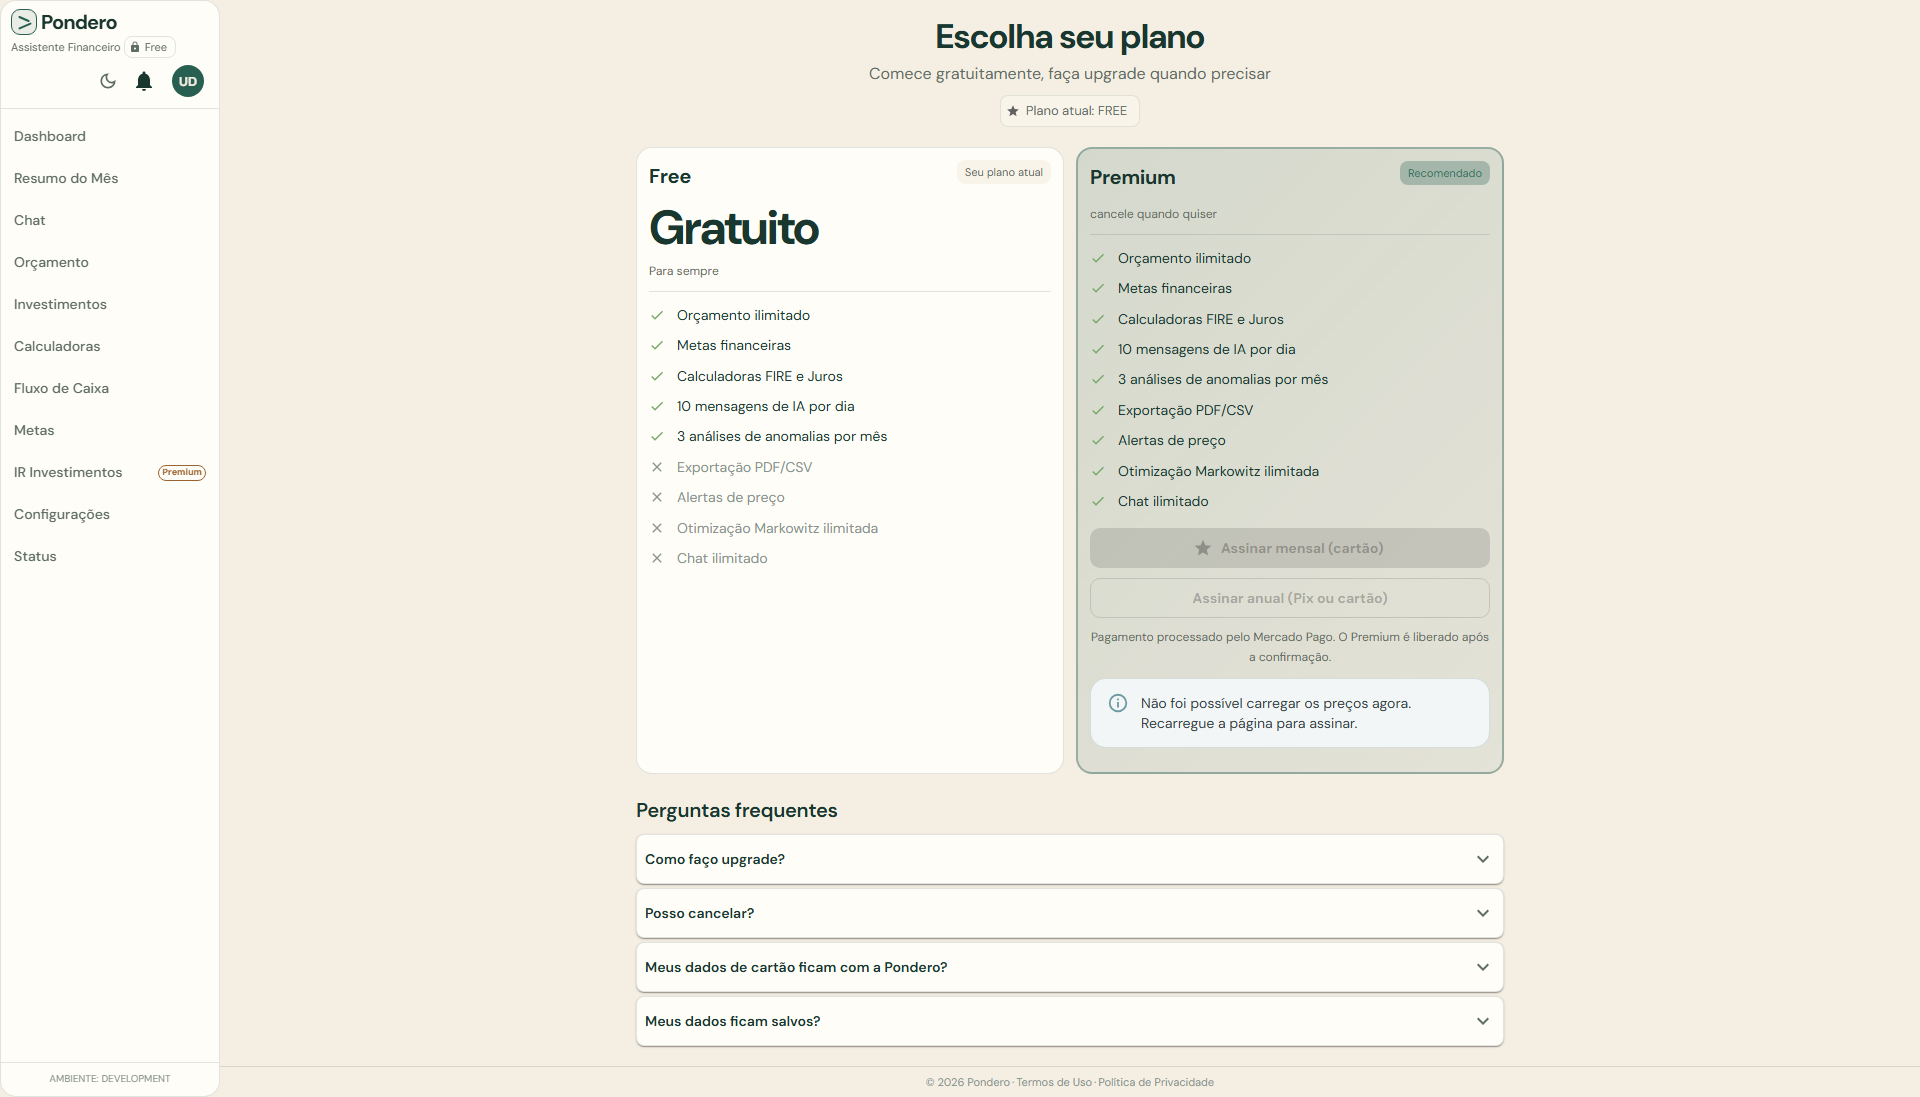 Pondero
Assistente Financeiro
Free
UD
Dashboard
Resumo do Mês
Chat
Orçamento
Investimentos
Calculadoras
Fluxo de Caixa
Metas
IR Investimentos
Premium
Configurações
Status
AMBIENTE: DEVELOPMENT
Escolha seu plano
Comece gratuitamente, faça upgrade quando precisar
Plano atual: FREE
Free
Seu plano atual
Gratuito
Para sempre
Orçamento ilimitado
Metas financeiras
Calculadoras FIRE e Juros
10 mensagens de IA por dia
3 análises de anomalias por mês
Exportação PDF/CSV
Alertas de preço
Otimização Markowitz ilimitada
Chat ilimitado
Premium
Recomendado
cancele quando quiser
Orçamento ilimitado
Metas financeiras
Calculadoras FIRE e Juros
10 mensagens de IA por dia
3 análises de anomalias por mês
Exportação PDF/CSV
Alertas de preço
Otimização Markowitz ilimitada
Chat ilimitado
Assinar mensal (cartão)
Assinar anual (Pix ou cartão)
Pagamento processado pelo Mercado Pago. O Premium é liberado após
a confirmação.
Não foi possível carregar os preços agora.
Recarregue a página para assinar.
Perguntas frequentes
Como faço upgrade?
Posso cancelar?
Meus dados de cartão ficam com a Pondero?
Meus dados ficam salvos?
© 2026 Pondero · Termos de Uso · Política de Privacidade